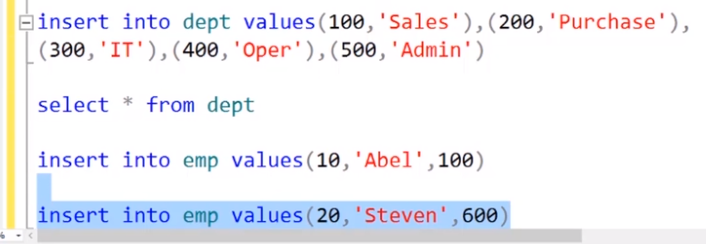 insert into dept values(100,'Sales'),(200,'Purchase'),
(300,'IT'),(400,'Oper'),(500,'Admin')
select * from dept
insert into emp values(10,'Abel',100)
insert into emp values(20,'Steven',600)
%